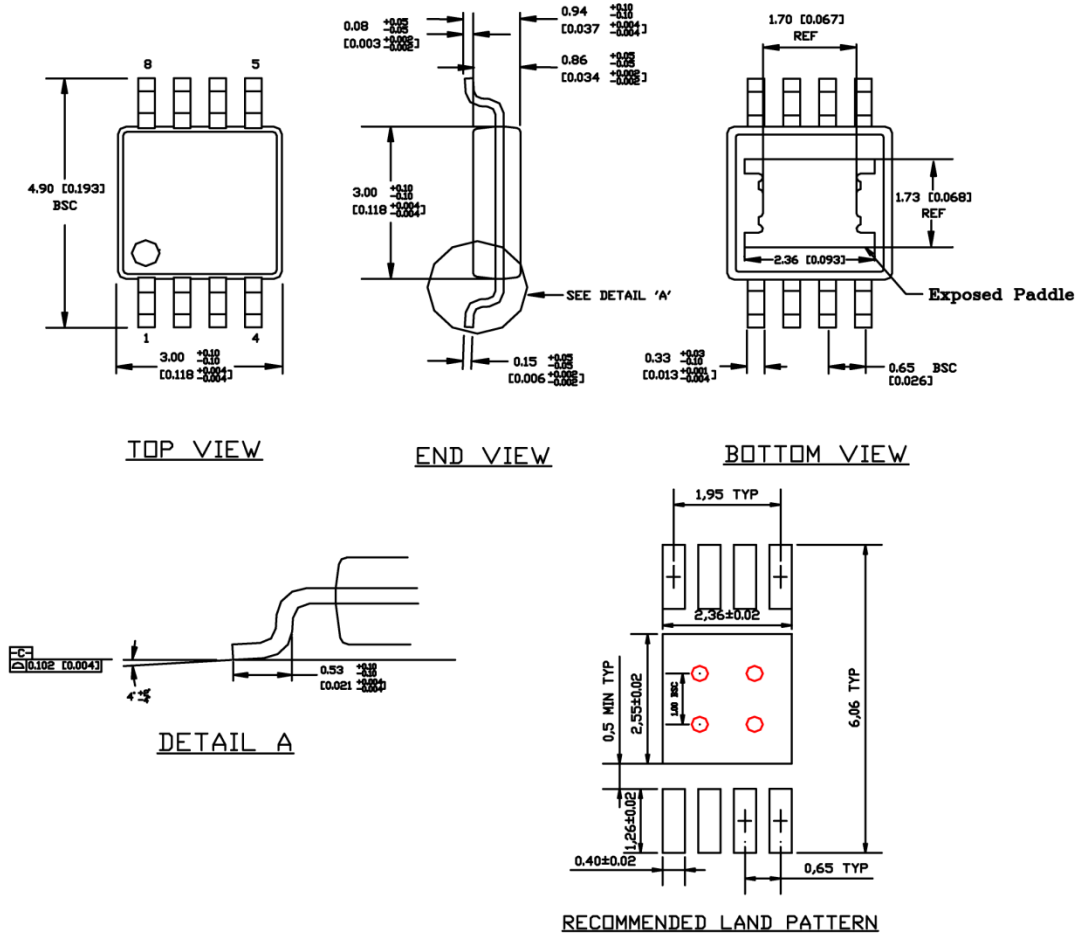 0.08 +0.05 -0.05
[0.003 +0.002 -0.002]
0.94 +0.10 -0.10
[0.037 +0.004 -0.004]
0.86 +0.05 -0.05
[0.034 +0.002 -0.002]
1.70 [0.067]
REF
8
5
4.90 [0.193]
BSC
3.00 +0.10 -0.10
[0.118 +0.004 -0.004]
1.73 [0.068]
REF
2.36 [0.093]
SEE DETAIL 'A'
Exposed Paddle
1
4
3.00 +0.10 -0.10
[0.118 +0.004 -0.004]
0.15 +0.05 -0.05
[0.006 +0.002 -0.002]
0.33 +0.03 -0.10
[0.013 +0.001 -0.004]
0.65 BSC
[0.026]
TOP VIEW
END VIEW
BOTTOM VIEW
1,95 TYP
2,36±0.02
-C-
0.102 [0.004]
0.53 +0.10 -0.10
[0.021 +0.004 -0.004]
0,5 MIN TYP
2,55±0.02
1.00 BSC
6,06 TYP
DETAIL A
1,26±0.02
0.40±0.02
0,65 TYP
RECOMMENDED LAND PATTERN